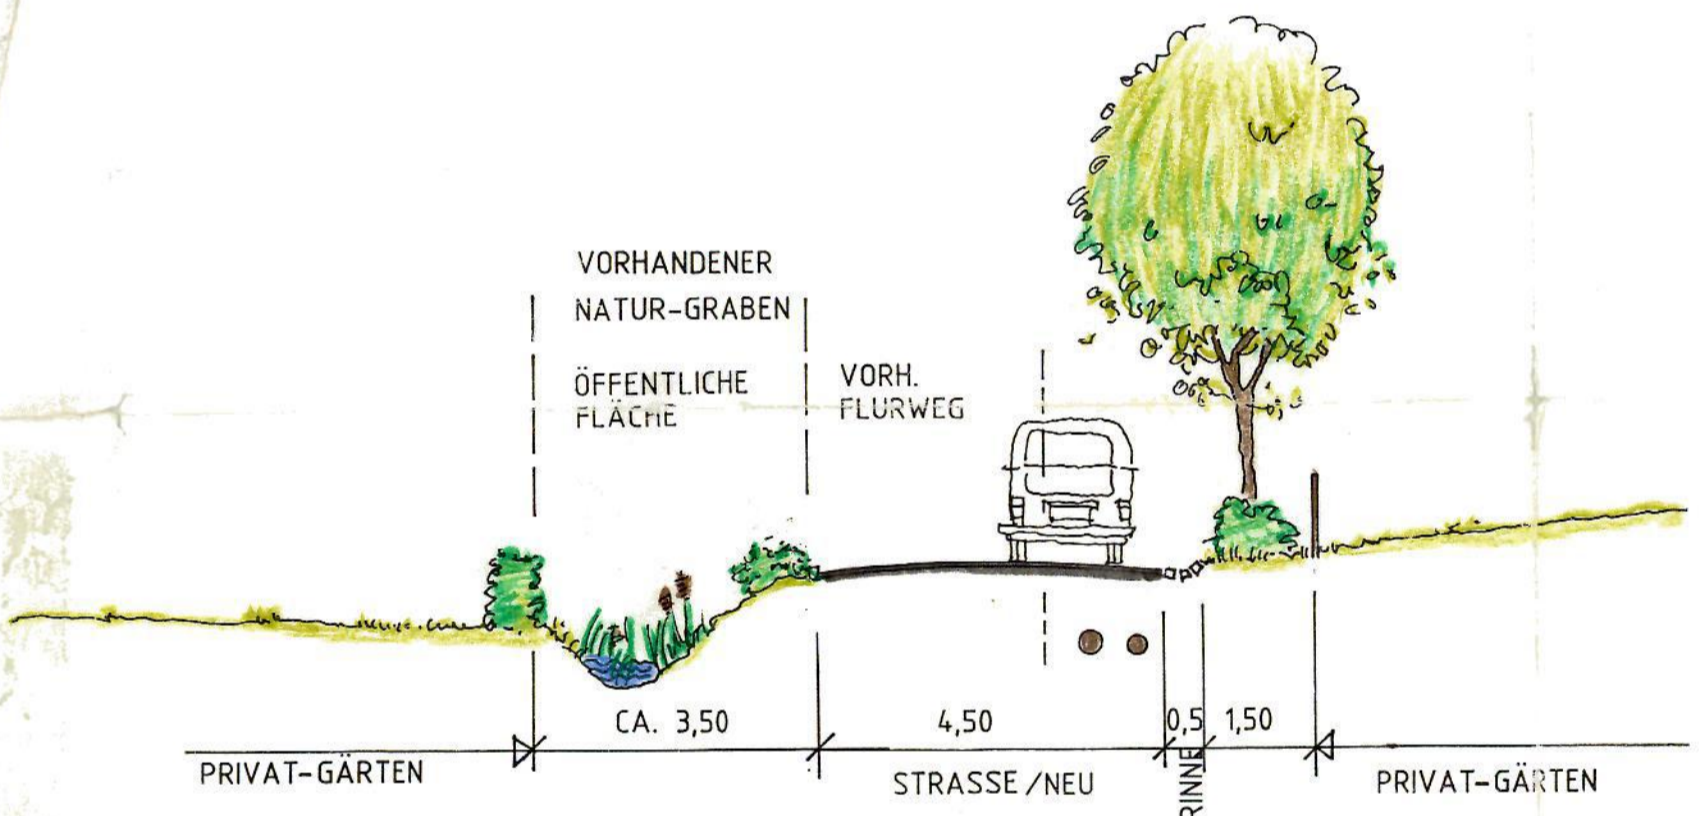 VORHANDENER
NATUR-GRABEN
ÖFFENTLICHE
FLÄCHE
VORH.
FLURWEG
CA. 3,50
4,50
0,5
1,50
PRIVAT-GÄRTEN
STRASSE/NEU
RINNE
PRIVAT-GÄRTEN